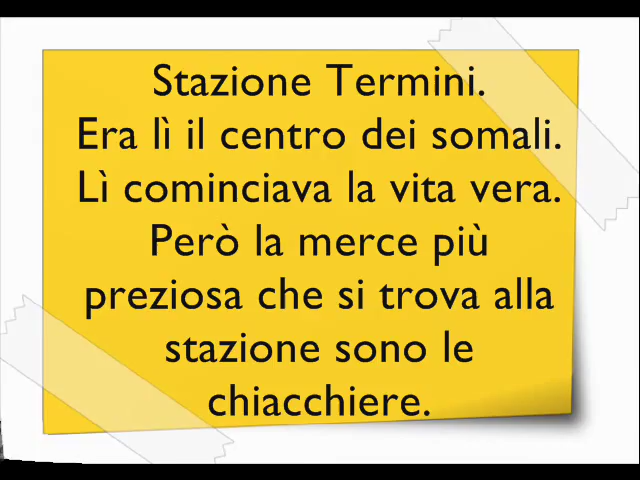 Stazione Termini.
Era lì il centro dei somali.
Lì cominciava la vita vera.
Però la merce più
preziosa che si trova alla
stazione sono le
chiacchiere.